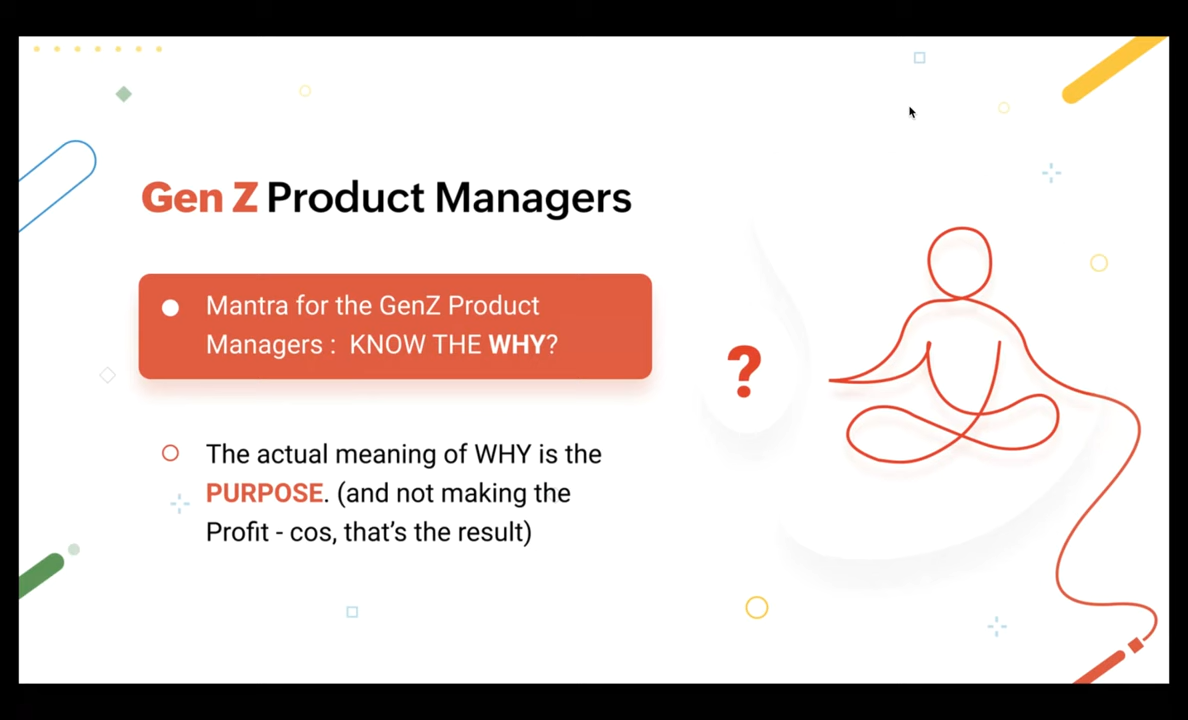 Gen Z Product Managers
Mantra for the GenZ Product
Managers : KNOW THE WHY?
?
The actual meaning of WHY is the
PURPOSE. (and not making the
Profit - cos, that's the result)